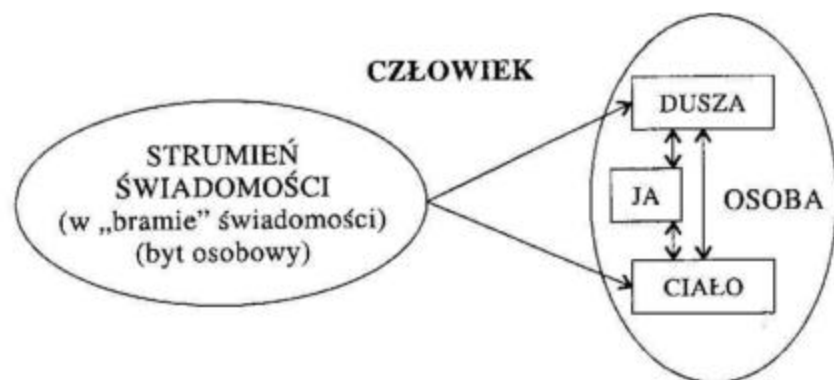 CZŁOWIEK
STRUMIEŃ
ŚWIADOMOŚCI
(w „bramie” świadomości)
(byt osobowy)
DUSZA
JA
OSOBA
CIAŁO